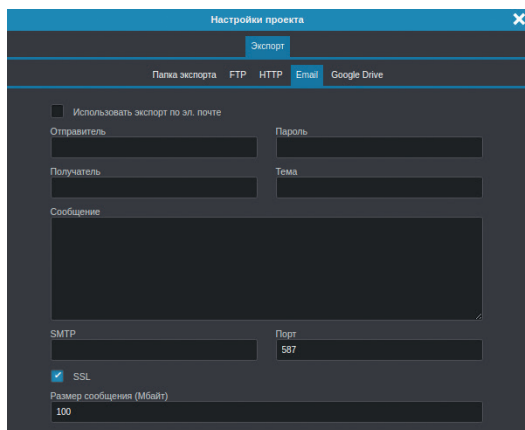 Настройки проекта
Экспорт
Папка экспорта FTP HTTP Email Google Drive
Использовать экспорт по эл. почте
Отправитель Пароль
Получатель Тема
Сообщение
SMTP Порт
587
SSL
Размер сообщения (Мбайт)
100